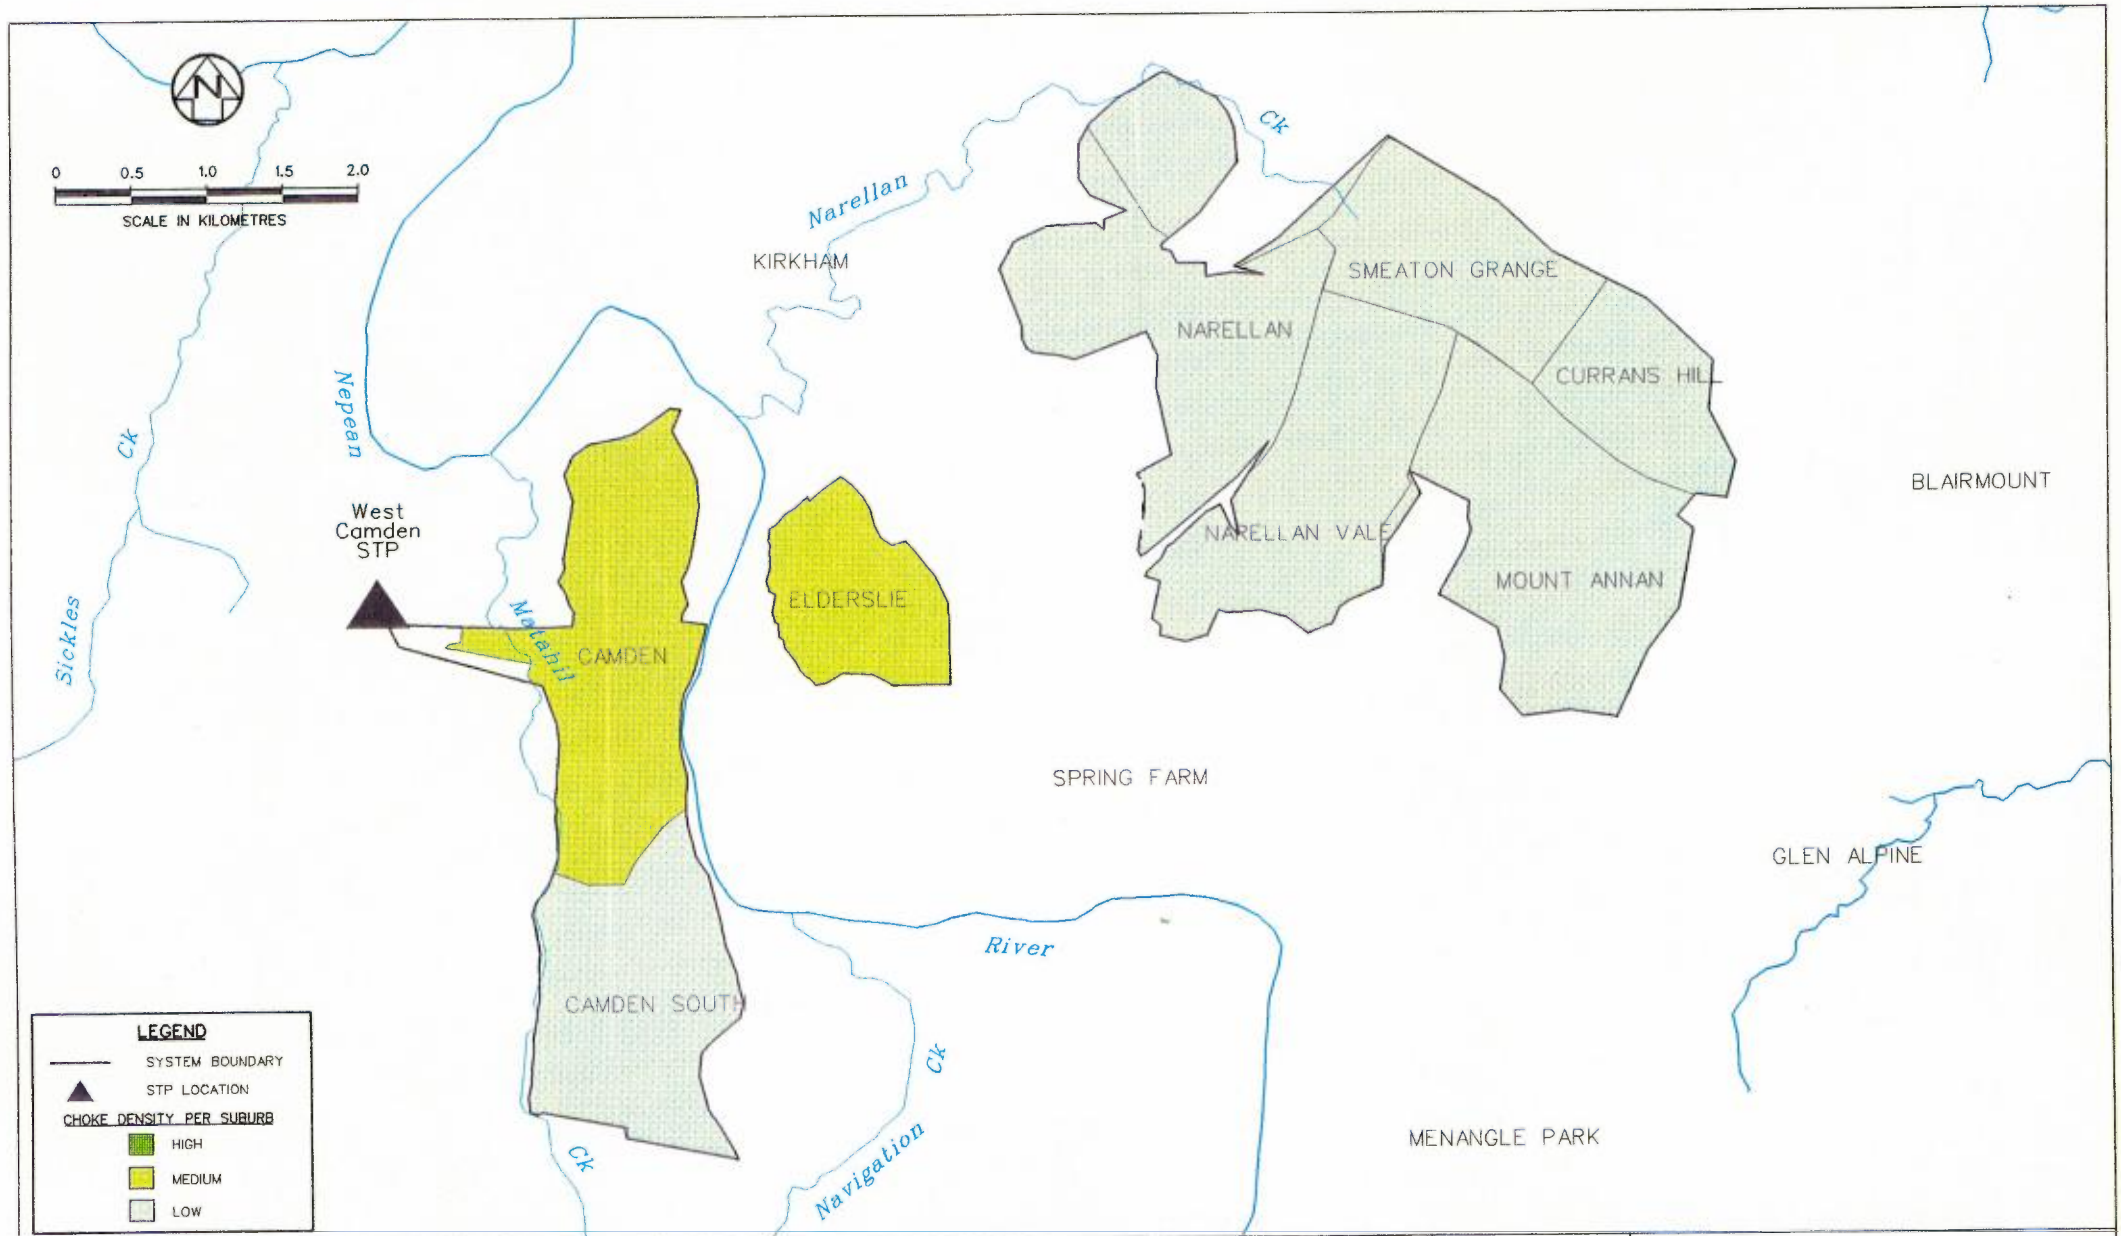 N
0 0.5 1.0 1.5 2.0
SCALE IN KILOMETRES
Ck
Narellan
KIRKHAM
SMEATON GRANGE
NARELLAN
CURRANS HILL
Nepean
Ck
BLAIRMOUNT
West
Camden
STP
NARELLAN VALE
MOUNT ANNAN
ELDERSLIE
Sickles
Matahil
CAMDEN
SPRING FARM
GLEN ALPINE
River
CAMDEN SOUTH
Ck
MENANGLE PARK
Ck
Navigation
LEGEND
SYSTEM BOUNDARY
STP LOCATION
CHOKE DENSITY PER SUBURB
HIGH
MEDIUM
LOW